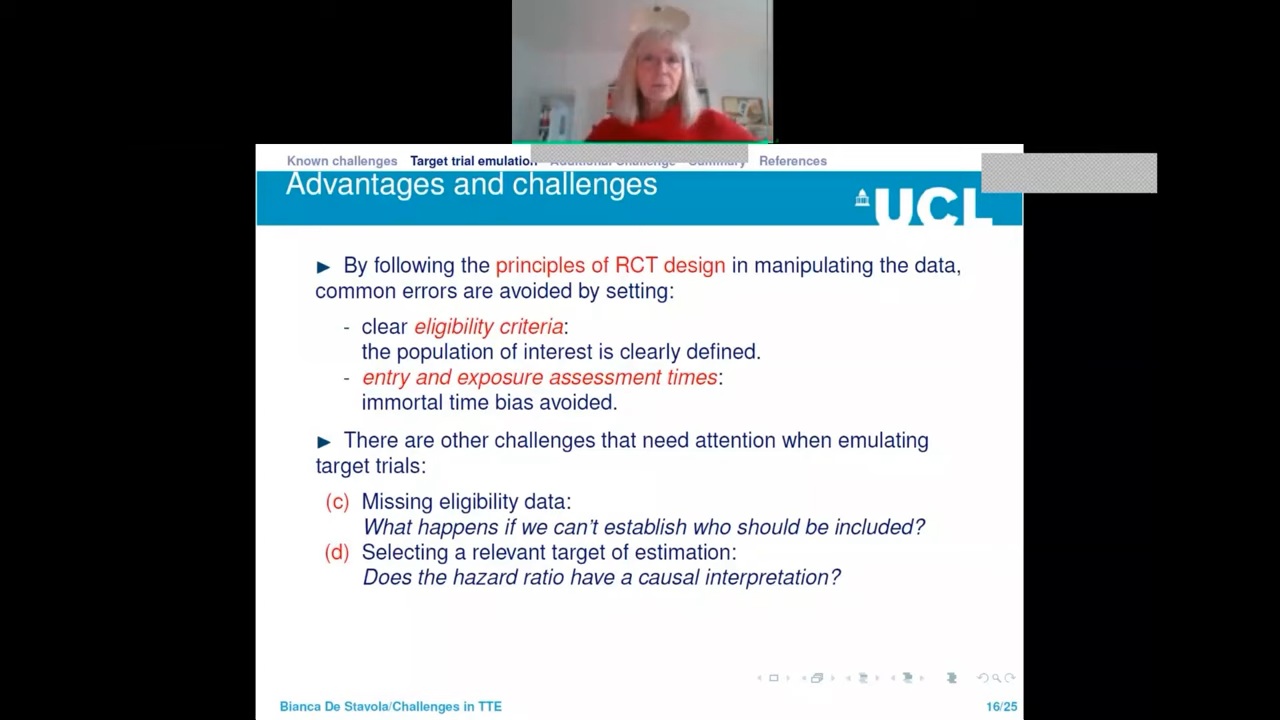 Known challenges Target trial emulation Additional Challenge Summary References
Advantages and challenges
UCL
► By following the principles of RCT design in manipulating the data,
common errors are avoided by setting:
- clear eligibility criteria:
the population of interest is clearly defined.
- entry and exposure assessment times:
immortal time bias avoided.
► There are other challenges that need attention when emulating
target trials:
(c) Missing eligibility data:
What happens if we can't establish who should be included?
(d) Selecting a relevant target of estimation:
Does the hazard ratio have a causal interpretation?
Bianca De Stavola/Challenges in TTE 16/25